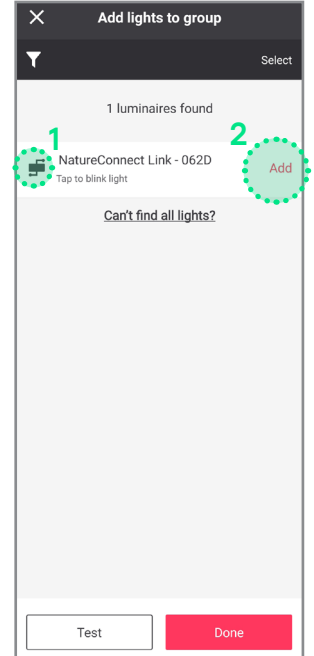 Add lights to group
Select
1 luminaires found
1
2
NatureConnect Link - 062D
Add
Tap to blink light
Can't find all lights?
Test
Done